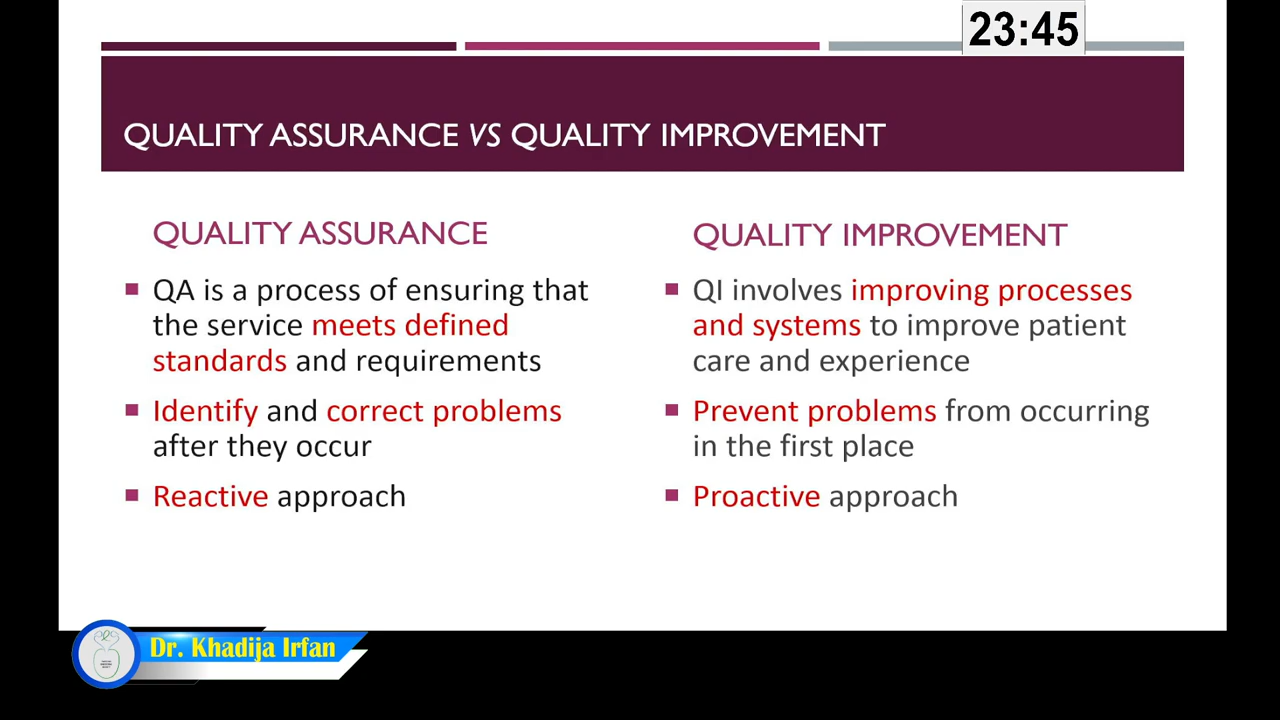 23:45
QUALITY ASSURANCE VS QUALITY IMPROVEMENT
QUALITY ASSURANCE
QA is a process of ensuring that
the service meets defined
standards and requirements
Identify and correct problems
after they occur
Reactive approach
QUALITY IMPROVEMENT
QI involves improving processes
and systems to improve patient
care and experience
Prevent problems from occurring
in the first place
Proactive approach
Dr. Khadija Irfan